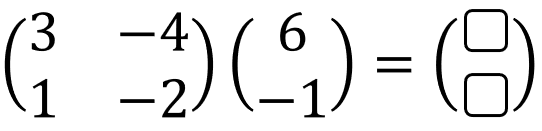 (3 −4
1 −2) (6
−1) = (□
□)